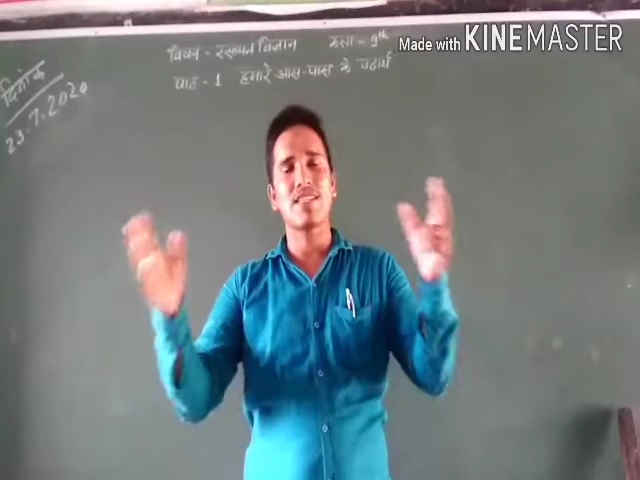 दिनांक
23.7.2020
विषय - रसायन विज्ञान कक्षा - 9th
पाठ - 1 हमारे आस-पास के पदार्थ
Made with KINEMASTER